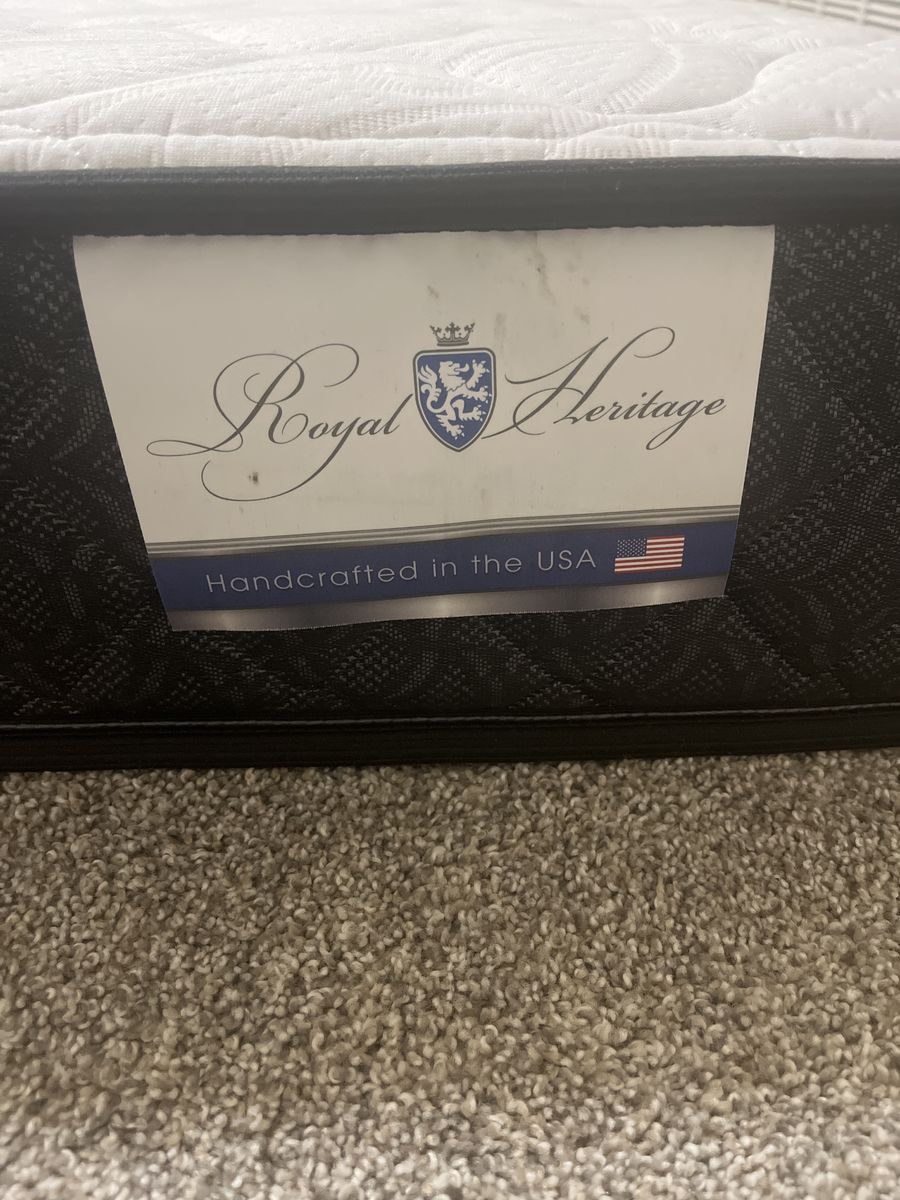 Royal Heritage
Handcrafted in the USA